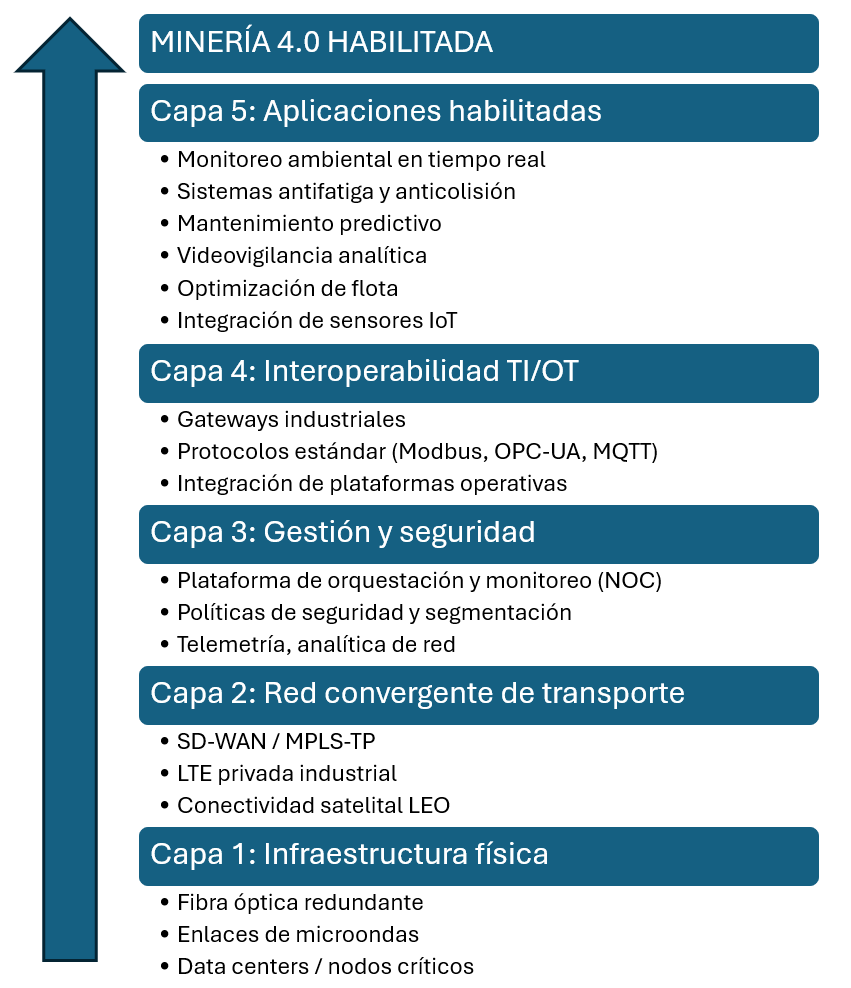 MINERÍA 4.0 HABILITADA
Capa 5: Aplicaciones habilitadas
• Monitoreo ambiental en tiempo real
• Sistemas antifatiga y anticolisión
• Mantenimiento predictivo
• Videovigilancia analítica
• Optimización de flota
• Integración de sensores IoT
Capa 4: Interoperabilidad TI/OT
• Gateways industriales
• Protocolos estándar (Modbus, OPC-UA, MQTT)
• Integración de plataformas operativas
Capa 3: Gestión y seguridad
• Plataforma de orquestación y monitoreo (NOC)
• Políticas de seguridad y segmentación
• Telemetría, analítica de red
Capa 2: Red convergente de transporte
• SD-WAN / MPLS-TP
• LTE privada industrial
• Conectividad satelital LEO
Capa 1: Infraestructura física
• Fibra óptica redundante
• Enlaces de microondas
• Data centers / nodos críticos